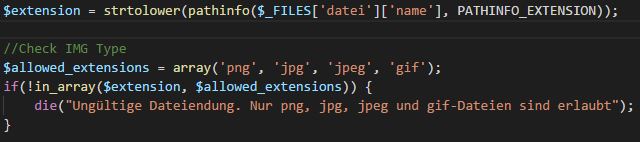 $extension = strtolower(pathinfo($_FILES['datei']['name'], PATHINFO_EXTENSION));
//Check IMG Type
$allowed_extensions = array('png', 'jpg', 'jpeg', 'gif');
if(!in_array($extension, $allowed_extensions)) {
    die("Ungültige Dateiendung. Nur png, jpg, jpeg und gif-Dateien sind erlaubt");
}